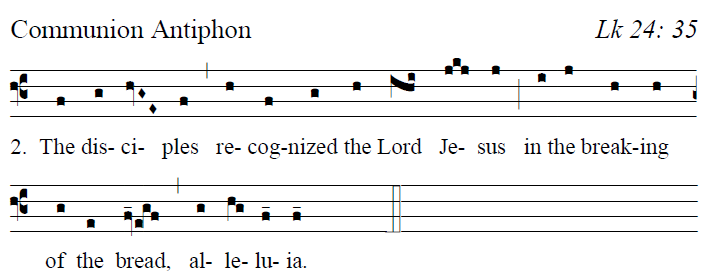 Communion Antiphon Lk 24: 35
2. The dis- ci- ples re- cog-nized the Lord Je- sus in the break-ing
of the bread, al- le- lu- ia.